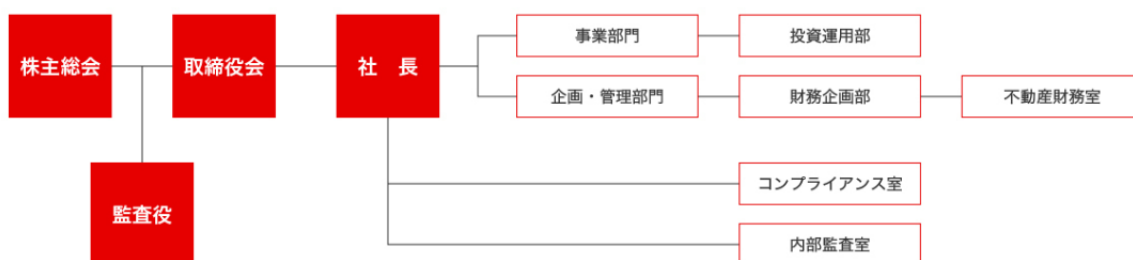 株主総会
取締役会
社　長
事業部門
投資運用部
企画・管理部門
財務企画部
不動産財務室
監査役
コンプライアンス室
内部監査室